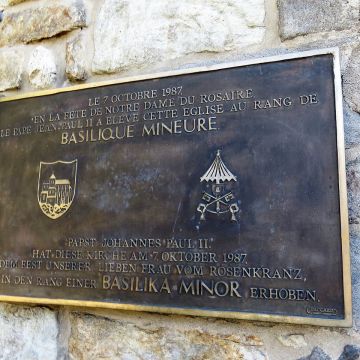 LE 7 OCTOBRE 1987,
EN LA FÊTE DE NOTRE DAME DU ROSAIRE
LE PAPE JEAN-PAUL II A ÉLEVÉ CETTE ÉGLISE AU RANG DE
BASILIQUE MINEURE.
PAPST JOHANNES PAUL II.
HAT DIESE KIRCHE AM 7. OKTOBER 1987,
DEM FEST UNSERER LIEBEN FRAU VOM ROSENKRANZ,
IN DEN RANG EINER BASILIKA MINOR ERHOBEN.